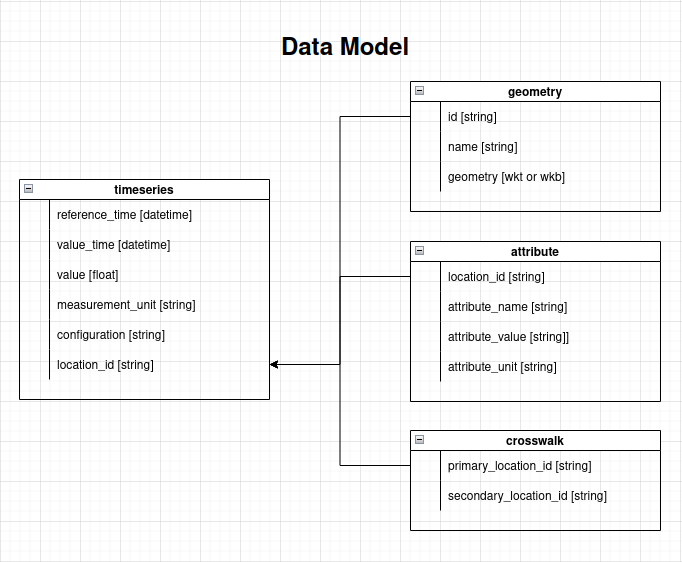 Data Model
timeseries
reference_time [datetime]
value_time [datetime]
value [float]
measurement_unit [string]
configuration [string]
location_id [string]
geometry
id [string]
name [string]
geometry [wkt or wkb]
attribute
location_id [string]
attribute_name [string]
attribute_value [string]]
attribute_unit [string]
crosswalk
primary_location_id [string]
secondary_location_id [string]